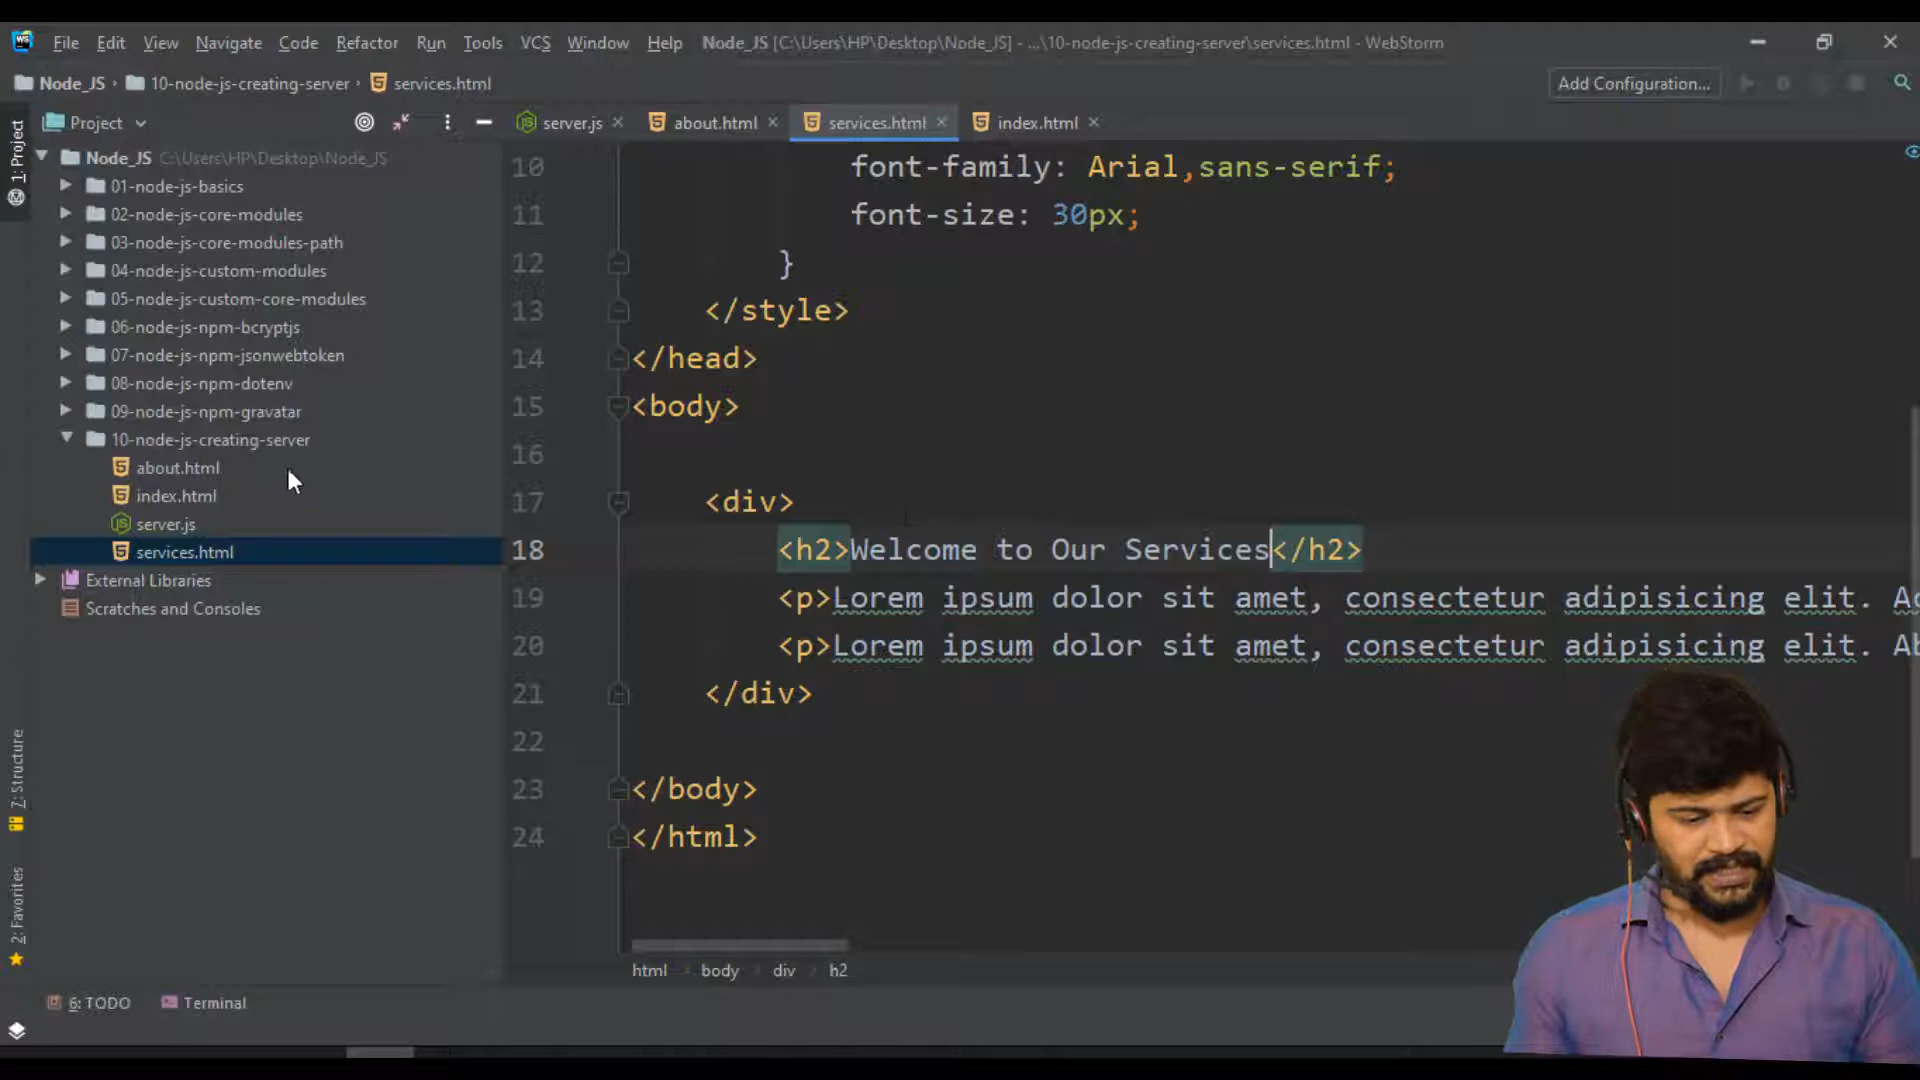 WS File Edit View Navigate Code Refactor Run Tools VCS Window Help Node_JS [C:\Users\HP\Desktop\Node_JS] - ...\10-node-js-creating-server\services.html - WebStorm
Node_JS 10-node-js-creating-server services.html Add Configuration...
1: Project
Project
server.js about.html services.html index.html
Node_JS C:\Users\HP\Desktop\Node_JS
01-node-js-basics
02-node-js-core-modules
03-node-js-core-modules-path
04-node-js-custom-modules
05-node-js-custom-core-modules
06-node-js-npm-bcryptjs
07-node-js-npm-jsonwebtoken
08-node-js-npm-dotenv
09-node-js-npm-gravatar
10-node-js-creating-server
about.html
index.html
server.js
services.html
External Libraries
Scratches and Consoles
10 font-family: Arial,sans-serif;
11 font-size: 30px;
12 }
13 </style>
14 </head>
15 <body>
16
17 <div>
18 <h2>Welcome to Our Services</h2>
19 <p>Lorem ipsum dolor sit amet, consectetur adipisicing elit.
20 <p>Lorem ipsum dolor sit amet, consectetur adipisicing elit.
21 </div>
22
23 </body>
24 </html>
html body div h2
7: Structure
2: Favorites
6: TODO Terminal